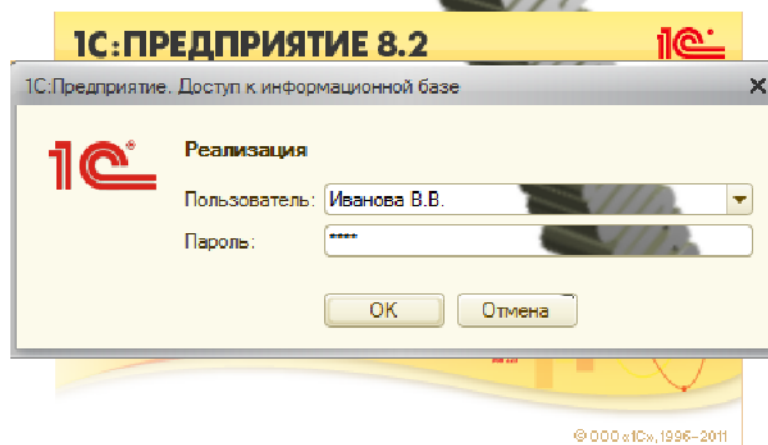 1С:ПРЕДПРИЯТИЕ 8.2
1С
1С:Предприятие. Доступ к информационной базе
1С
Реализация
Пользователь: Иванова В.В.
Пароль: ****
ОК Отмена
© ООО «1С», 1996-2011